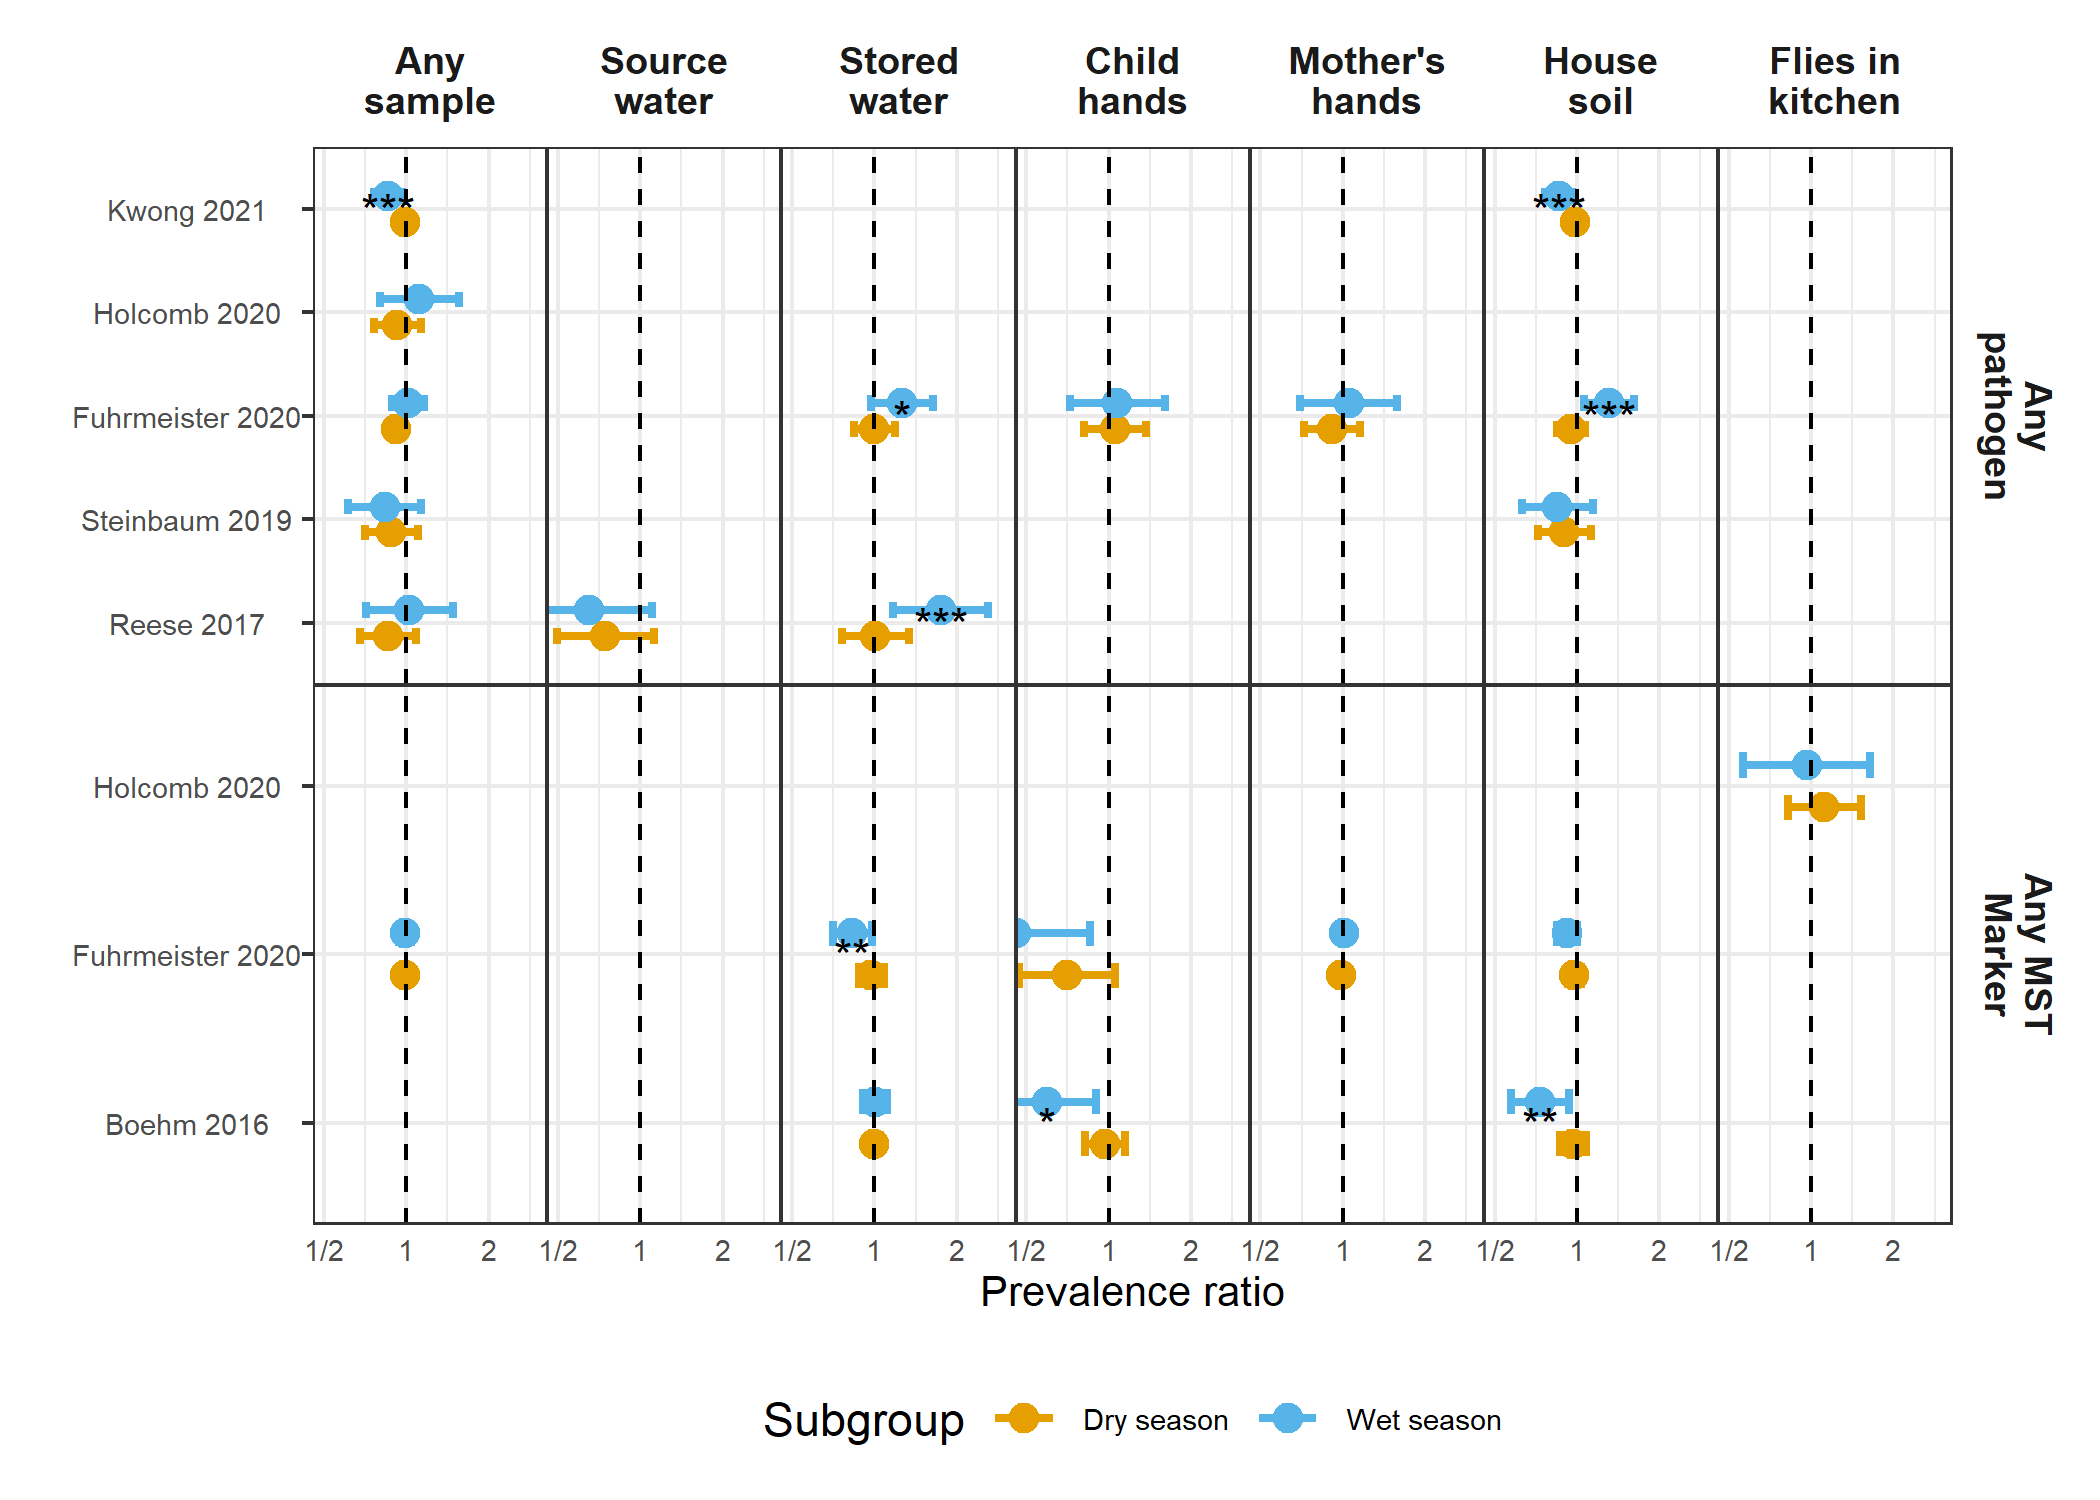 Any Source Stored Child Mother's House Flies in
sample water water hands hands soil kitchen
Kwong 2021
*** ***
Holcomb 2020
Fuhrmeister 2020
* ***
Steinbaum 2019
Reese 2017
***
Any
pathogen
Holcomb 2020
Fuhrmeister 2020
**
Boehm 2016
* **
Any MST
Marker
1/2 1 2 1/2 1 2 1/2 1 2 1/2 1 2 1/2 1 2 1/2 1 2 1/2 1 2
Prevalence ratio
Subgroup Dry season Wet season